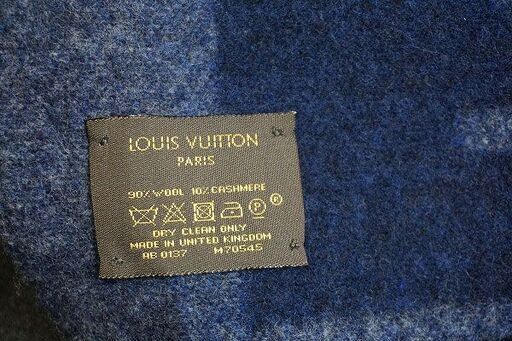 LOUIS VUITTON
PARIS
90% WOOL 10% CASHMERE
P ®
DRY CLEAN ONLY
MADE IN UNITED KINGDOM
AB 0137 M70545